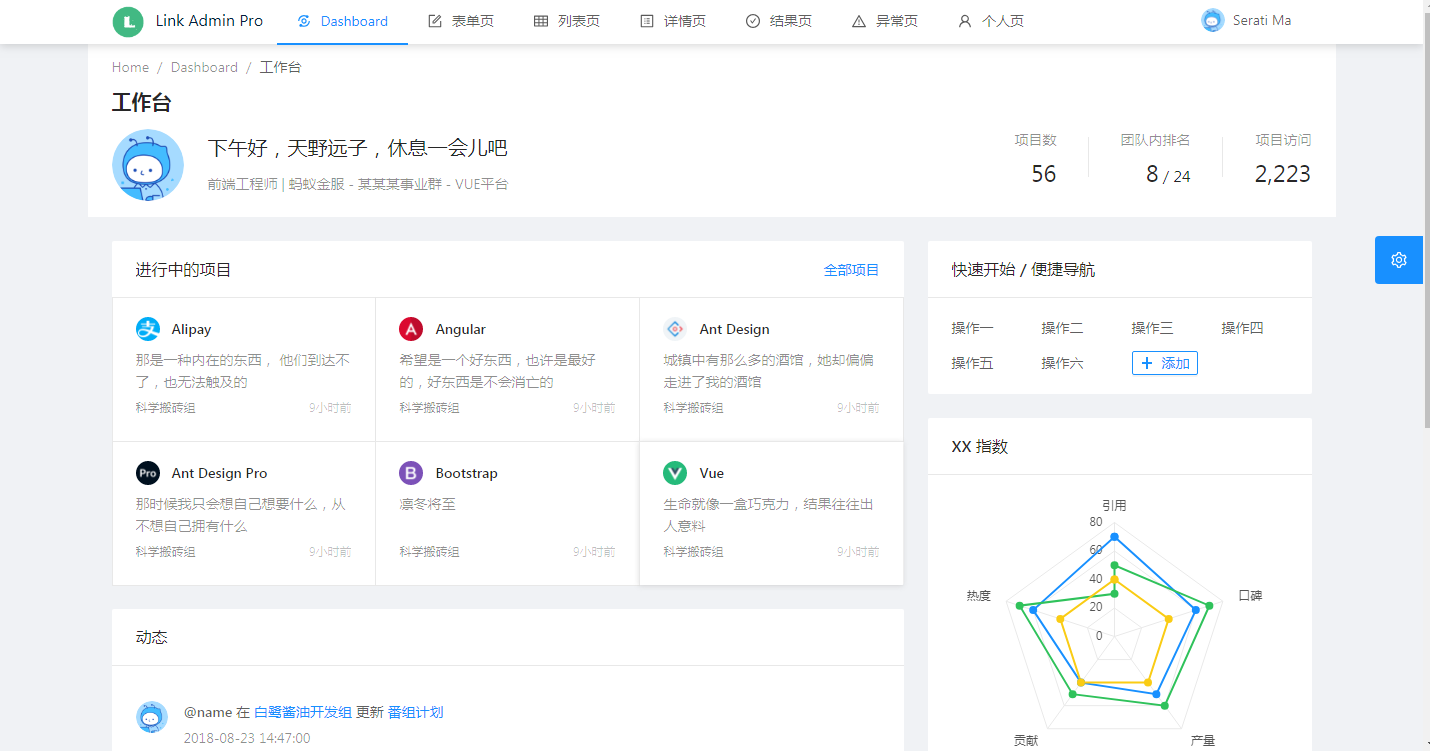 L Link Admin Pro Dashboard 表单页 列表页 详情页 结果页 异常页 个人页 Serati Ma
Home / Dashboard / 工作台
工作台
下午好，天野远子，休息一会儿吧
前端工程师 | 蚂蚁金服 - 某某某事业群 - VUE平台
项目数 团队内排名 项目访问
56 8 / 24 2,223
进行中的项目 全部项目
支 Alipay
那是一种内在的东西， 他们到达不
了，也无法触及的
科学搬砖组 9小时前
A Angular
希望是一个好东西，也许是最好
的，好东西是不会消亡的
科学搬砖组 9小时前
Ant Design
城镇中有那么多的酒馆，她却偏偏
走进了我的酒馆
科学搬砖组 9小时前
Pro Ant Design Pro
那时候我只会想自己想要什么，从
不想自己拥有什么
科学搬砖组 9小时前
B Bootstrap
凛冬将至
科学搬砖组 9小时前
Vue
生命就像一盒巧克力，结果往往出
人意料
科学搬砖组 9小时前
动态
@name 在 白鹭酱油开发组 更新 番组计划
2018-08-23 14:47:00
快速开始 / 便捷导航
操作一 操作二 操作三 操作四
操作五 操作六 + 添加
XX 指数
引用
80
60
40
热度 口碑
20
0
贡献 产量